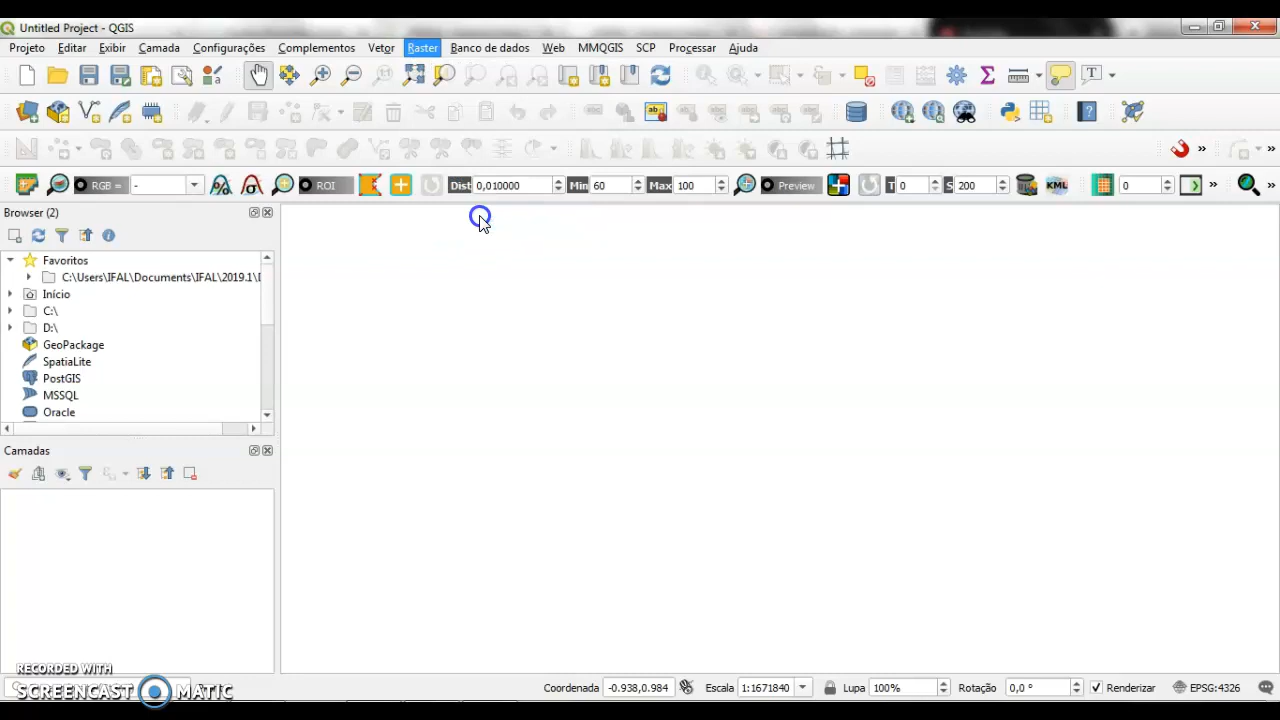 Untitled Project - QGIS
Projeto Editar Exibir Camada Configurações Complementos Vetor Raster Banco de dados Web MMQGIS SCP Processar Ajuda
RGB = - ROI Dist 0,010000 Min 60 Max 100 Preview T 0 S 200 KML 0
Browser (2)
Favoritos
C:\Users\IFAL\Documents\IFAL\2019.1\
Início
C:\
D:\
GeoPackage
SpatiaLite
PostGIS
MSSQL
Oracle
Camadas
RECORDED WITH
SCREENCAST MATIC
Coordenada -0.938,0.984 Escala 1:1671840 Lupa 100% Rotação 0,0 ° Renderizar EPSG:4326